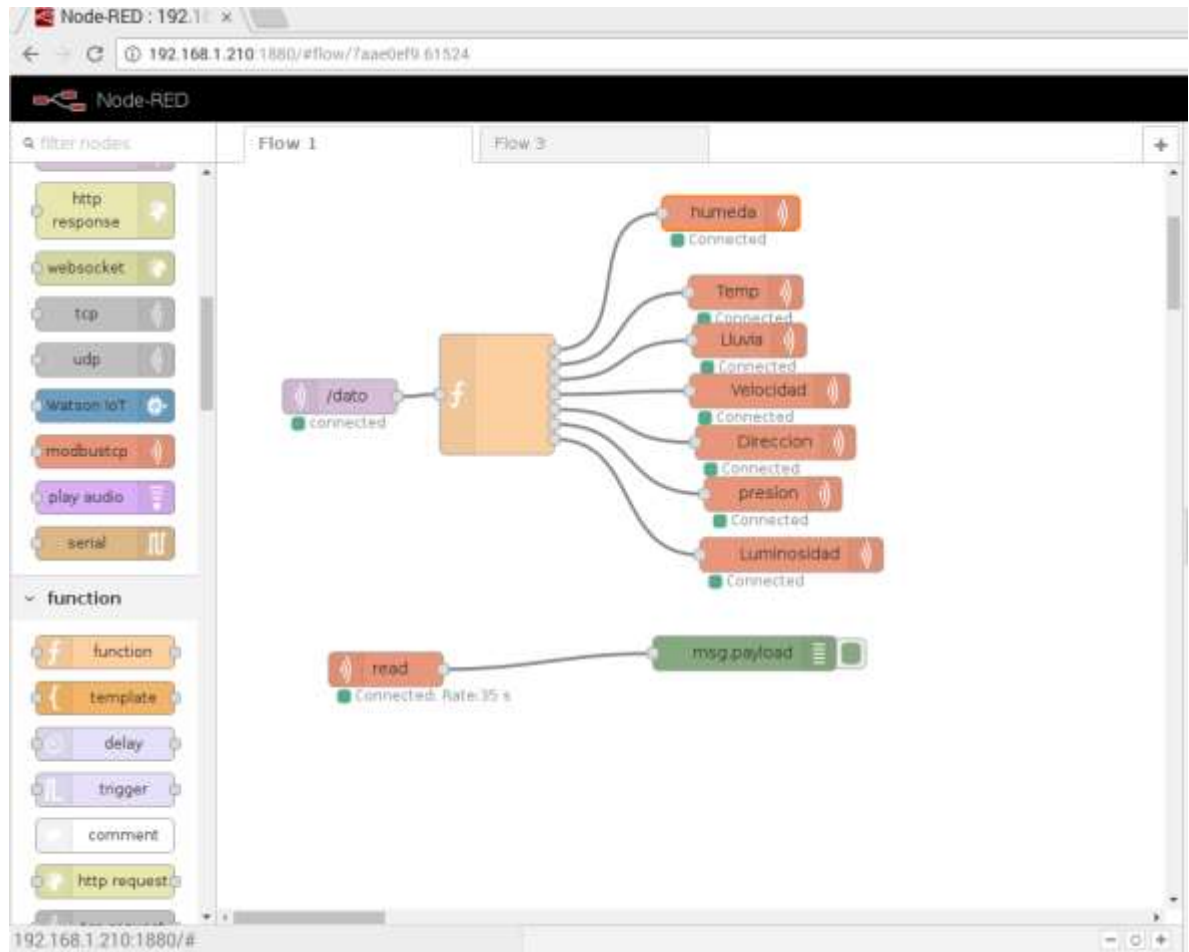 Node-RED : 192.1
192.168.1.210:1880/#flow/7aae0ef9.61524
Node-RED
filter nodes
Flow 1
Flow 3
http
response
websocket
tcp
udp
Watson IoT
modbustcp
play audio
serial
function
function
template
delay
trigger
comment
http request
humeda
Connected
Temp
Connected
Lluvia
Connected
Velocidad
Connected
Direccion
Connected
presion
Connected
Luminosidad
Connected
/dato
connected
f
read
Connected. Rate:35 s
msg.payload
192.168.1.210:1880/#